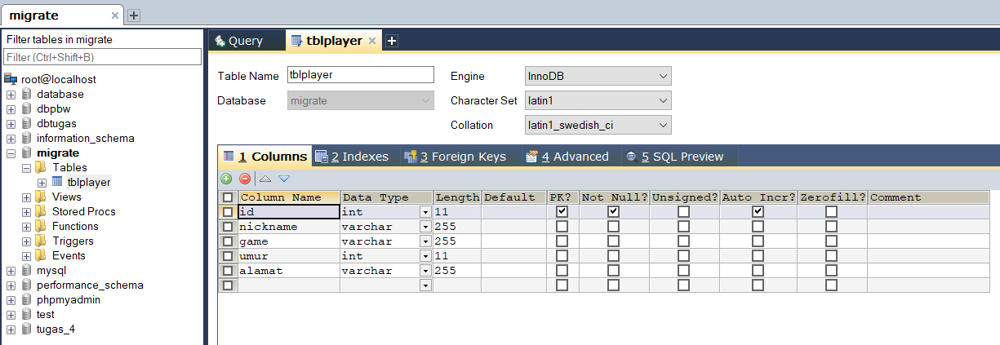 migrate
Filter tables in migrate
Filter (Ctrl+Shift+B)
root@localhost
database
dbpbw
dbtugas
information_schema
migrate
Tables
tblplayer
Views
Stored Procs
Functions
Triggers
Events
mysql
performance_schema
phpmyadmin
test
tugas_4
Query tblplayer
Table Name tblplayer Engine InnoDB
Database migrate Character Set latin1
Collation latin1_swedish_ci
1 Columns 2 Indexes 3 Foreign Keys 4 Advanced 5 SQL Preview
Column Name Data Type Length Default PK? Not Null? Unsigned? Auto Incr? Zerofill? Comment
id int 11
nickname varchar 255
game varchar 255
umur int 11
alamat varchar 255